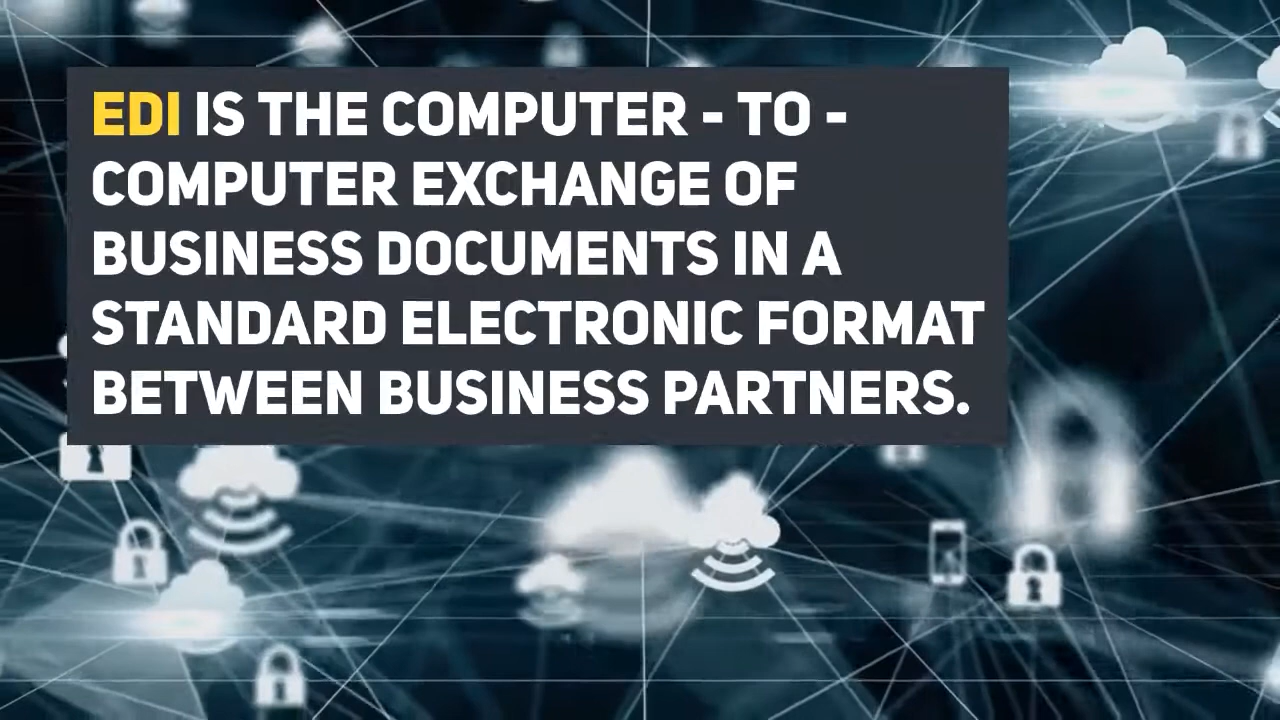 EDI IS THE COMPUTER - TO -
COMPUTER EXCHANGE OF
BUSINESS DOCUMENTS IN A
STANDARD ELECTRONIC FORMAT
BETWEEN BUSINESS PARTNERS.